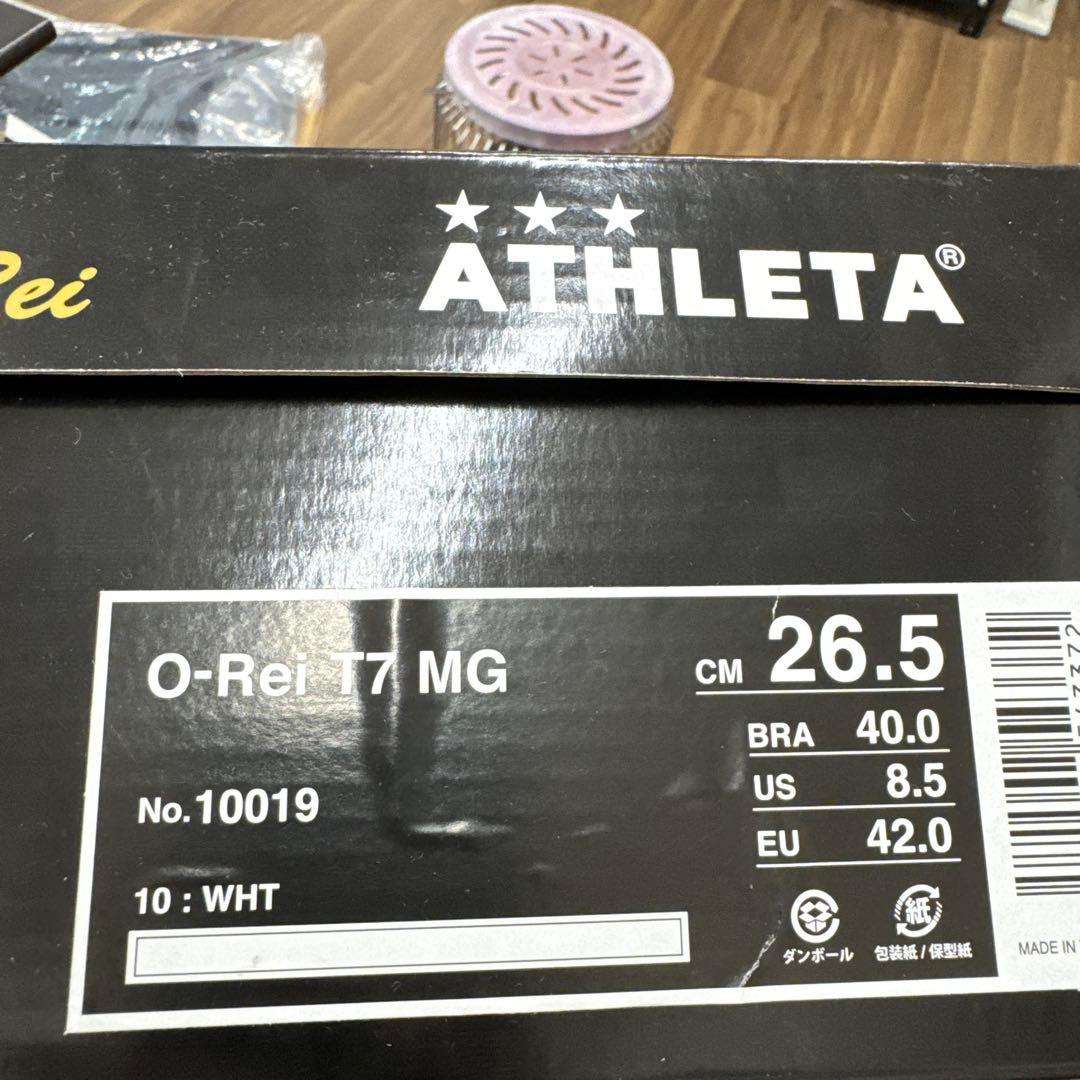 Rei
ATHLETA®
O-Rei T7 MG
CM 26.5
BRA 40.0
US 8.5
EU 42.0
No.10019
10 : WHT
紙
ダンボール
包装紙 / 保型紙
MADE IN